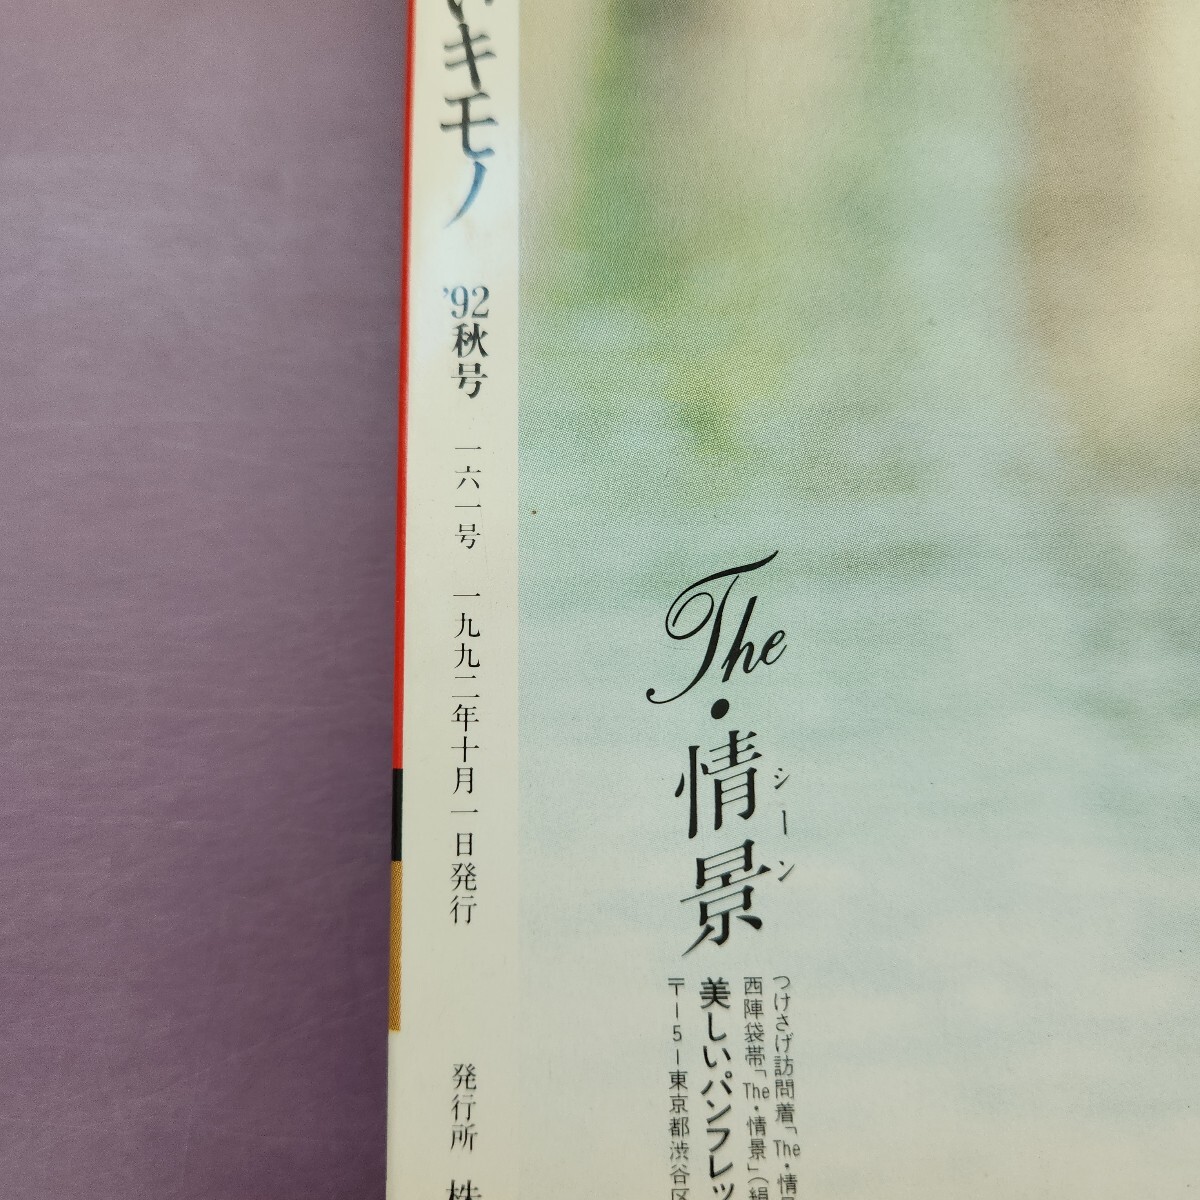 いキモノ
'92秋号
一六一号 一九九二年十月一日発行
発行所 株
The・情景
シーン
つけさげ訪問着「The・情景
西陣袋帯「The・情景」(絹
美しいパンフレッ
〒151東京都渋谷区